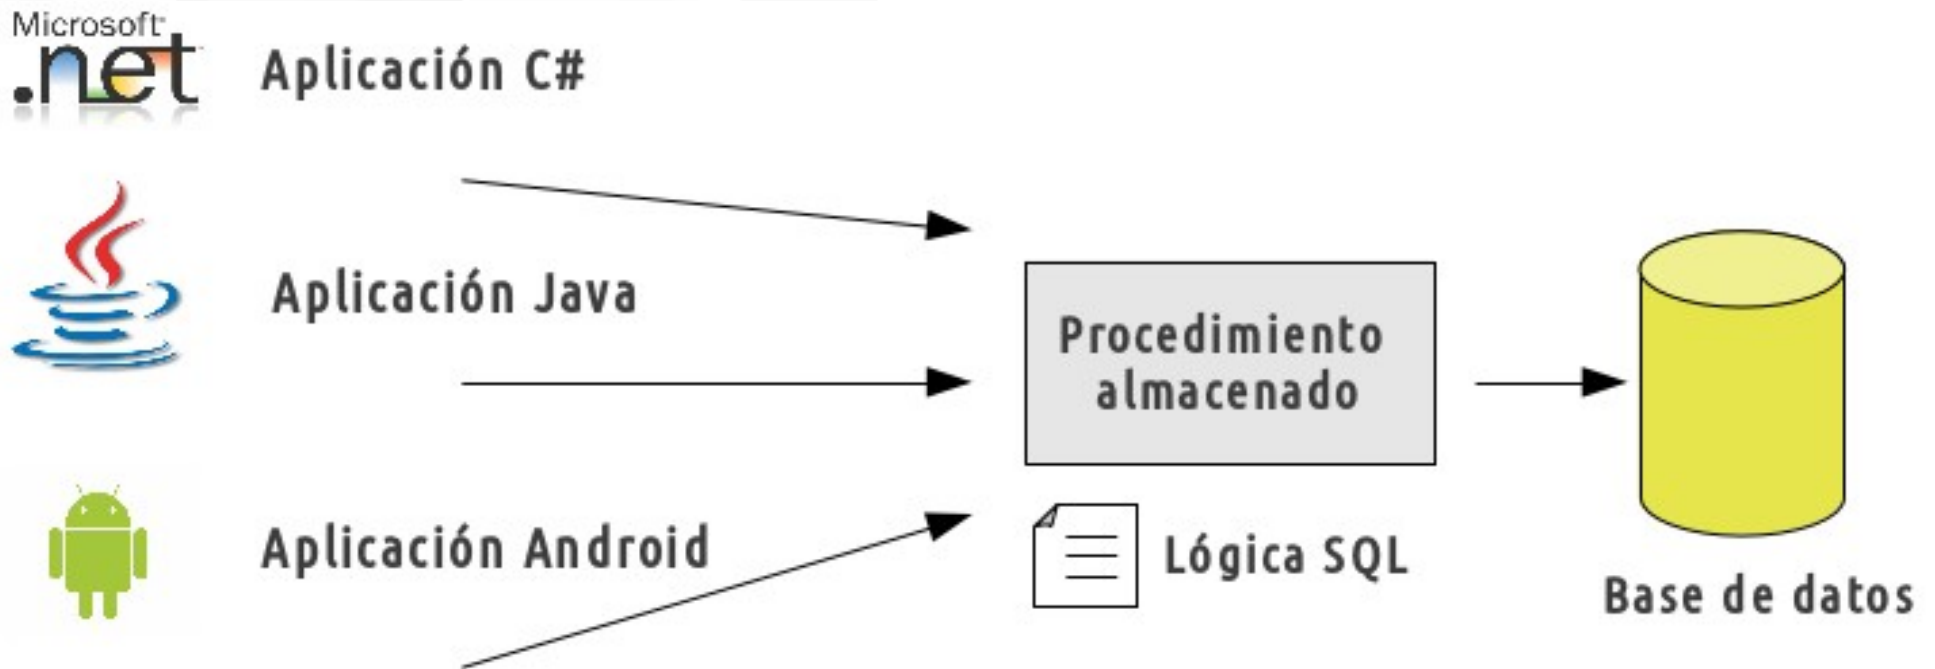 Microsoft
.net
Aplicación C#
Aplicación Java
Procedimiento
almacenado
Aplicación Android
Lógica SQL
Base de datos